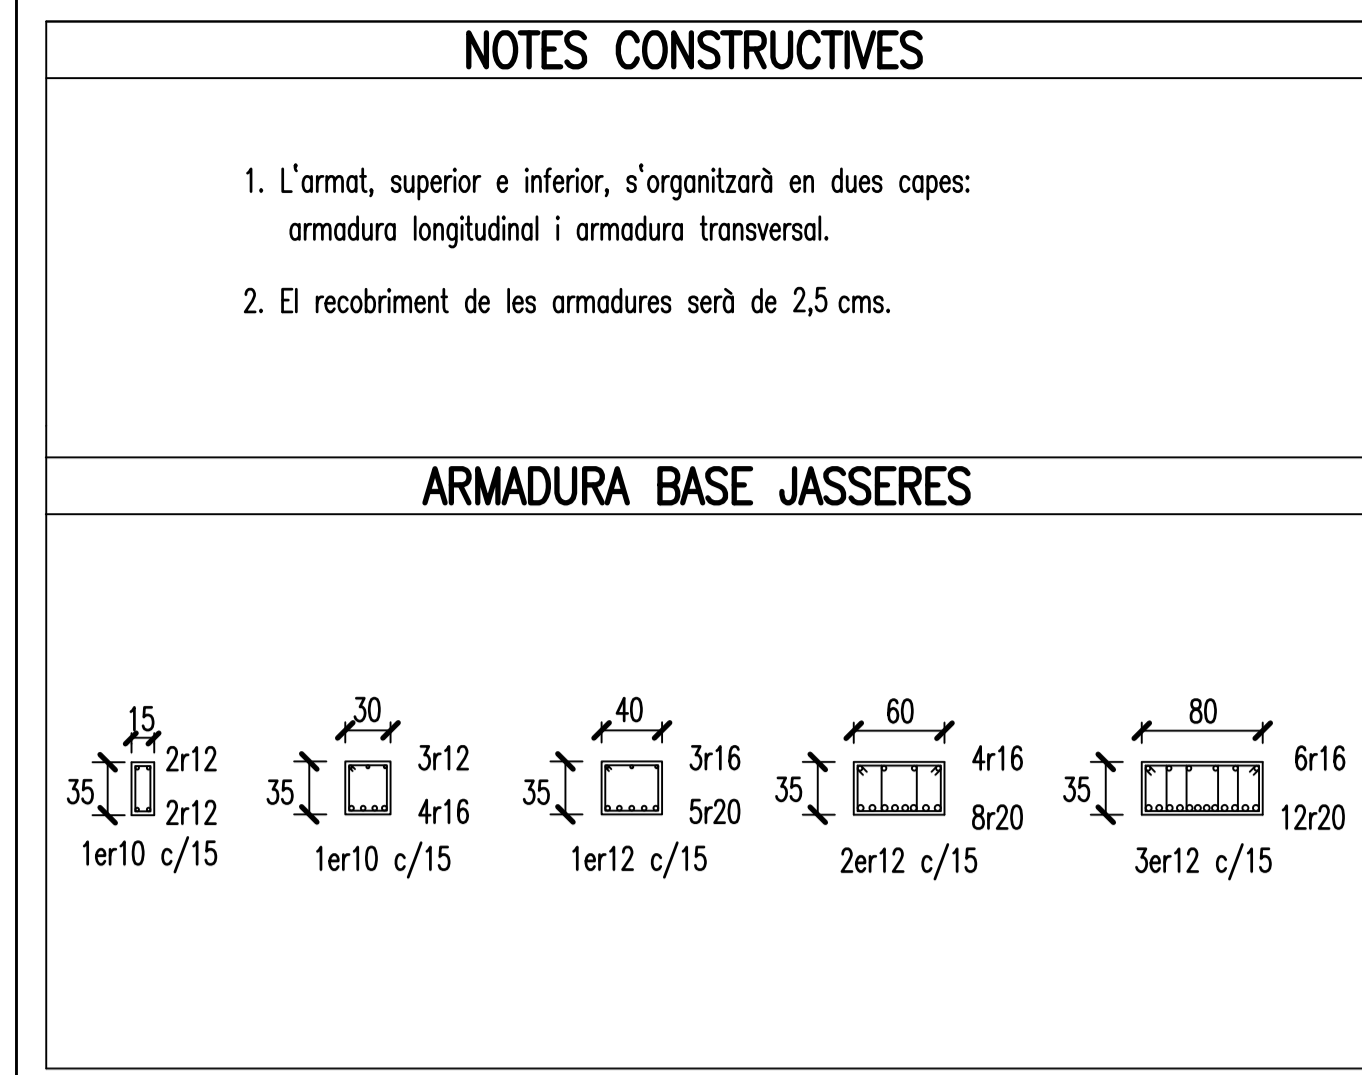 NOTES CONSTRUCTIVES
1. L'armat, superior e inferior, s'organitzarà en dues capes:
armadura longitudinal i armadura transversal.
2. El recobriment de les armadures serà de 2,5 cms.
ARMADURA BASE JASSERES
15
35
2r12
2r12
1er10 c/15
30
35
3r12
4r16
1er10 c/15
40
35
3r16
5r20
1er12 c/15
60
35
4r16
8r20
2er12 c/15
80
35
6r16
12r20
3er12 c/15